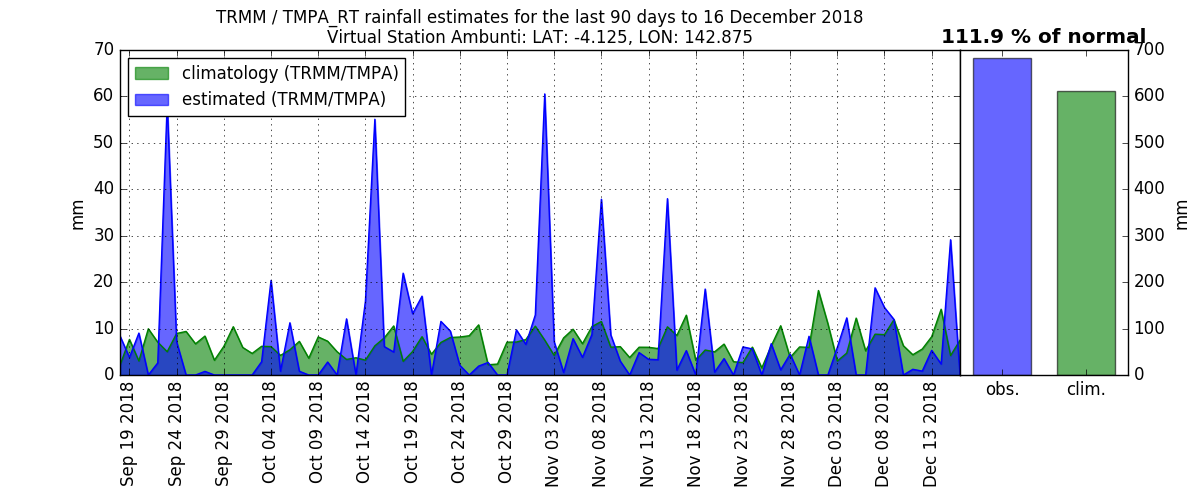 TRMM / TMPA_RT rainfall estimates for the last 90 days to 16 December 2018
Virtual Station Ambunti: LAT: -4.125, LON: 142.875
111.9 % of normal
climatology (TRMM/TMPA)
estimated (TRMM/TMPA)
mm
70
60
50
40
30
20
10
0
Sep 19 2018
Sep 24 2018
Sep 29 2018
Oct 04 2018
Oct 09 2018
Oct 14 2018
Oct 19 2018
Oct 24 2018
Oct 29 2018
Nov 03 2018
Nov 08 2018
Nov 13 2018
Nov 18 2018
Nov 23 2018
Nov 28 2018
Dec 03 2018
Dec 08 2018
Dec 13 2018
obs.
clim.
700
600
500
400
300
200
100
0
mm